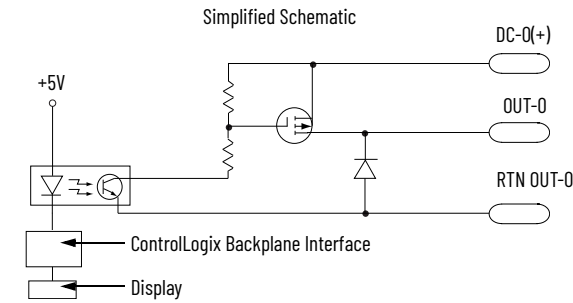 Simplified Schematic
DC-0(+)
+5V
OUT-0
RTN OUT-0
ControlLogix Backplane Interface
Display